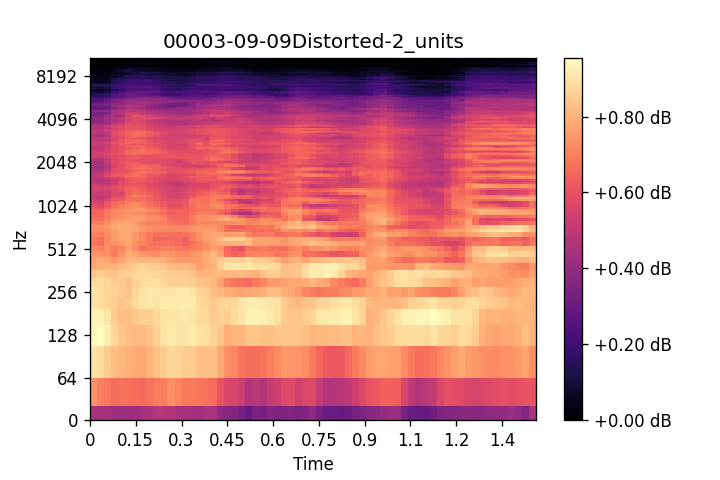 00003-09-09Distorted-2_units
8192
4096
2048
1024
512
256
128
64
0
Hz
0 0.15 0.3 0.45 0.6 0.75 0.9 1.1 1.2 1.4
Time
+0.80 dB
+0.60 dB
+0.40 dB
+0.20 dB
+0.00 dB